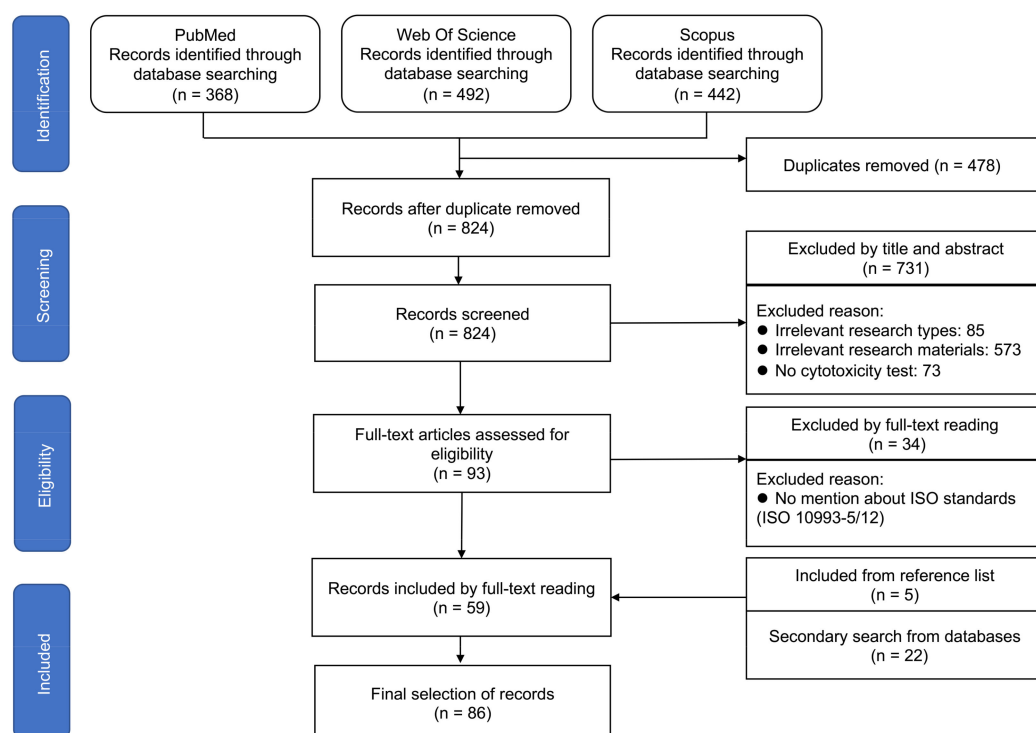 Identification
PubMed
Records identified through
database searching
(n = 368)
Web Of Science
Records identified through
database searching
(n = 492)
Scopus
Records identified through
database searching
(n = 442)
Duplicates removed (n = 478)
Records after duplicate removed
(n = 824)
Screening
Excluded by title and abstract
(n = 731)
Records screened
(n = 824)
Excluded reason:
● Irrelevant research types: 85
● Irrelevant research materials: 573
● No cytotoxicity test: 73
Eligibility
Full-text articles assessed for
eligibility
(n = 93)
Excluded by full-text reading
(n = 34)
Excluded reason:
● No mention about ISO standards
(ISO 10993-5/12)
Included
Records included by full-text reading
(n = 59)
Included from reference list
(n = 5)
Secondary search from databases
(n = 22)
Final selection of records
(n = 86)